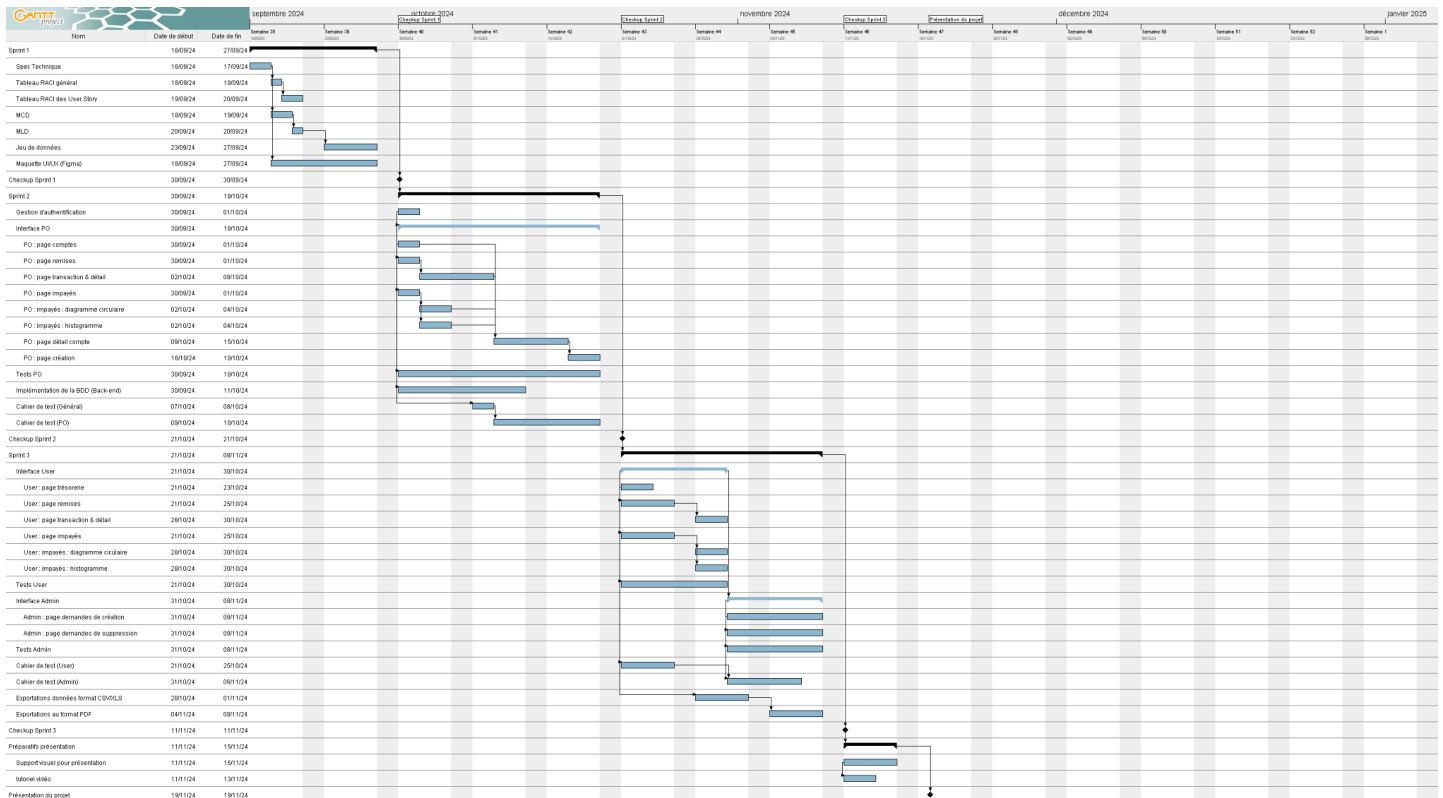 GANTT project
septembre 2024 octobre 2024 novembre 2024 décembre 2024 janvier 2025
Checkup Sprint 1 Checkup Sprint 2 Checkup Sprint 3 Présentation du projet
Nom Date de début Date de fin
Semaine 38 Semaine 39 Semaine 40 Semaine 41 Semaine 42 Semaine 43 Semaine 44 Semaine 45 Semaine 46 Semaine 47 Semaine 48 Semaine 49 Semaine 50 Semaine 51 Semaine 52 Semaine 1
Sprint 1 16/09/24 27/09/24
Spec Technique 16/09/24 17/09/24
Tableau RACI général 18/09/24 18/09/24
Tableau RACI des User Story 19/09/24 20/09/24
MCD 18/09/24 19/09/24
MLD 20/09/24 20/09/24
Jeu de données 23/09/24 27/09/24
Maquette UI/UX (Figma) 18/09/24 27/09/24
Checkup Sprint 1 30/09/24 30/09/24
Sprint 2 30/09/24 18/10/24
Gestion d'authentification 30/09/24 01/10/24
Interface PO 30/09/24 18/10/24
PO : page comptes 30/09/24 01/10/24
PO : page remises 30/09/24 01/10/24
PO : page transaction & détail 02/10/24 08/10/24
PO : page impayés 30/09/24 01/10/24
PO : impayés : diagramme circulaire 02/10/24 04/10/24
PO : impayés : histogramme 02/10/24 04/10/24
PO : page détail compte 09/10/24 15/10/24
PO : page création 16/10/24 18/10/24
Tests PO 30/09/24 18/10/24
Implémentation de la BDD (Back-end) 30/09/24 11/10/24
Cahier de test (Général) 07/10/24 08/10/24
Cahier de test (PO) 09/10/24 18/10/24
Checkup Sprint 2 21/10/24 21/10/24
Sprint 3 21/10/24 08/11/24
Interface User 21/10/24 30/10/24
User : page trésorerie 21/10/24 23/10/24
User : page remises 21/10/24 25/10/24
User : page transaction & détail 28/10/24 30/10/24
User : page impayés 21/10/24 25/10/24
User : impayés : diagramme ciculaire 28/10/24 30/10/24
User : impayés : histogramme 28/10/24 30/10/24
Tests User 21/10/24 30/10/24
Interface Admin 31/10/24 08/11/24
Admin : page demandes de création 31/10/24 08/11/24
Admin : page demandes de suppression 31/10/24 08/11/24
Tests Admin 31/10/24 08/11/24
Cahier de test (User) 21/10/24 25/10/24
Cahier de test (Admin) 31/10/24 06/11/24
Exportations données format CSV/XLS 28/10/24 01/11/24
Exportations au format PDF 04/11/24 08/11/24
Checkup Sprint 3 11/11/24 11/11/24
Préparatifs présentation 11/11/24 15/11/24
Support visuel pour présentation 11/11/24 15/11/24
tutoriel vidéo 11/11/24 13/11/24
Présentation du projet 19/11/24 19/11/24